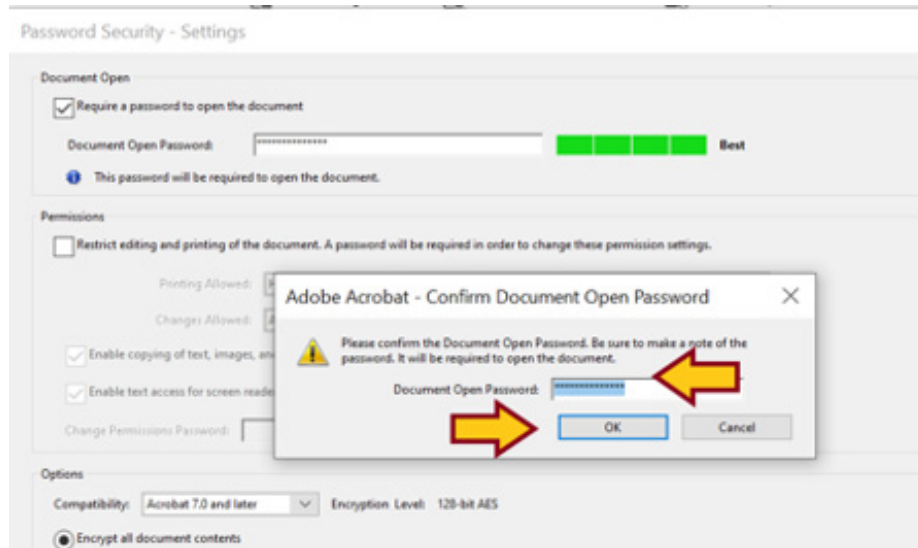 Password Security - Settings
Document Open
Require a password to open the document
Document Open Password: **************
Best
This password will be required to open the document.
Permissions
Restrict editing and printing of the document. A password will be required in order to change these permission settings.
Printing Allowed:
Changes Allowed:
Enable copying of text, images, an
Enable text access for screen reade
Change Permissions Password:
Adobe Acrobat - Confirm Document Open Password
Please confirm the Document Open Password. Be sure to make a note of the
password. It will be required to open the document.
Document Open Password: **************
OK Cancel
Options
Compatibility: Acrobat 7.0 and later Encryption Level: 128-bit AES
Encrypt all document contents